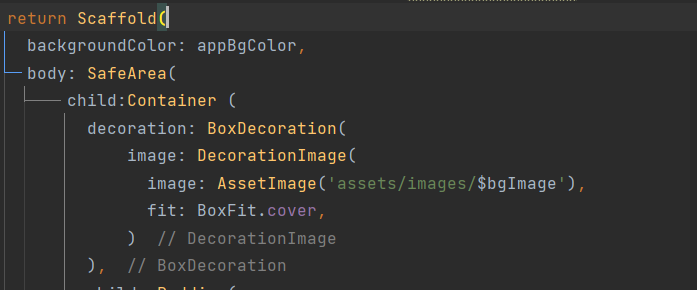 return Scaffold(
backgroundColor: appBgColor,
body: SafeArea(
child:Container (
decoration: BoxDecoration(
image: DecorationImage(
image: AssetImage('assets/images/$bgImage'),
fit: BoxFit.cover,
) // DecorationImage
), // BoxDecoration